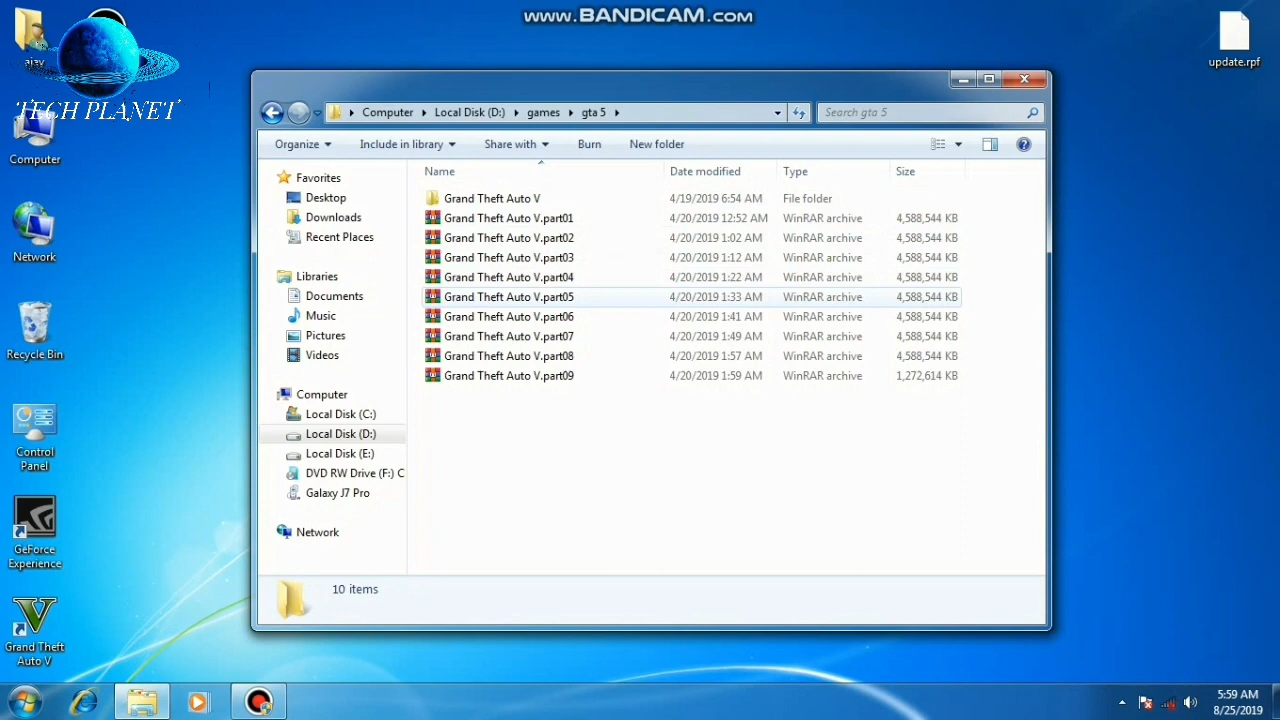 www.BANDICAM.com
TECH PLANET
update.rpf
Computer
Network
Recycle Bin
Control
Panel
GeForce
Experience
Grand Theft
Auto V
Computer Local Disk (D:) games gta 5
Search gta 5
Organize Include in library Share with Burn New folder
Favorites
Desktop
Downloads
Recent Places
Libraries
Documents
Music
Pictures
Videos
Computer
Local Disk (C:)
Local Disk (D:)
Local Disk (E:)
DVD RW Drive (F:) C
Galaxy J7 Pro
Network
Name Date modified Type Size
Grand Theft Auto V 4/19/2019 6:54 AM File folder
Grand Theft Auto V.part01 4/20/2019 12:52 AM WinRAR archive 4,588,544 KB
Grand Theft Auto V.part02 4/20/2019 1:02 AM WinRAR archive 4,588,544 KB
Grand Theft Auto V.part03 4/20/2019 1:12 AM WinRAR archive 4,588,544 KB
Grand Theft Auto V.part04 4/20/2019 1:22 AM WinRAR archive 4,588,544 KB
Grand Theft Auto V.part05 4/20/2019 1:33 AM WinRAR archive 4,588,544 KB
Grand Theft Auto V.part06 4/20/2019 1:41 AM WinRAR archive 4,588,544 KB
Grand Theft Auto V.part07 4/20/2019 1:49 AM WinRAR archive 4,588,544 KB
Grand Theft Auto V.part08 4/20/2019 1:57 AM WinRAR archive 4,588,544 KB
Grand Theft Auto V.part09 4/20/2019 1:59 AM WinRAR archive 1,272,614 KB
10 items
5:59 AM
8/25/2019